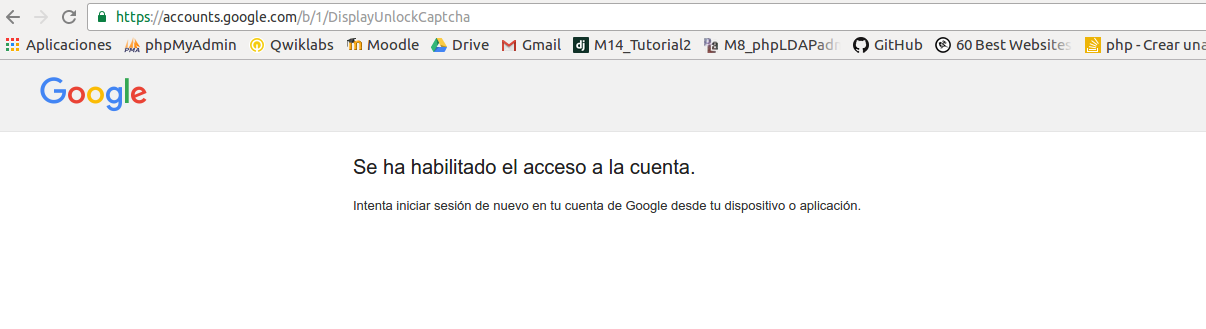 https://accounts.google.com/b/1/DisplayUnlockCaptcha
Aplicaciones phpMyAdmin Qwiklabs Moodle Drive Gmail M14_Tutorial2 M8_phpLDAPadm GitHub 60 Best Websites php - Crear una
Google
Se ha habilitado el acceso a la cuenta.
Intenta iniciar sesión de nuevo en tu cuenta de Google desde tu dispositivo o aplicación.